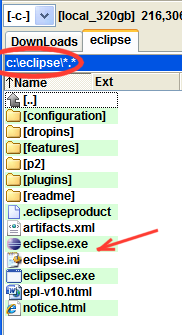 [-c-] [local_320gb] 216,306
DownLoads eclipse
c:\eclipse\*.*
↑Name Ext
[..]
[configuration]
[dropins]
[features]
[p2]
[plugins]
[readme]
.eclipseproduct
artifacts.xml
eclipse.exe
eclipse.ini
eclipsec.exe
epl-v10.html
notice.html